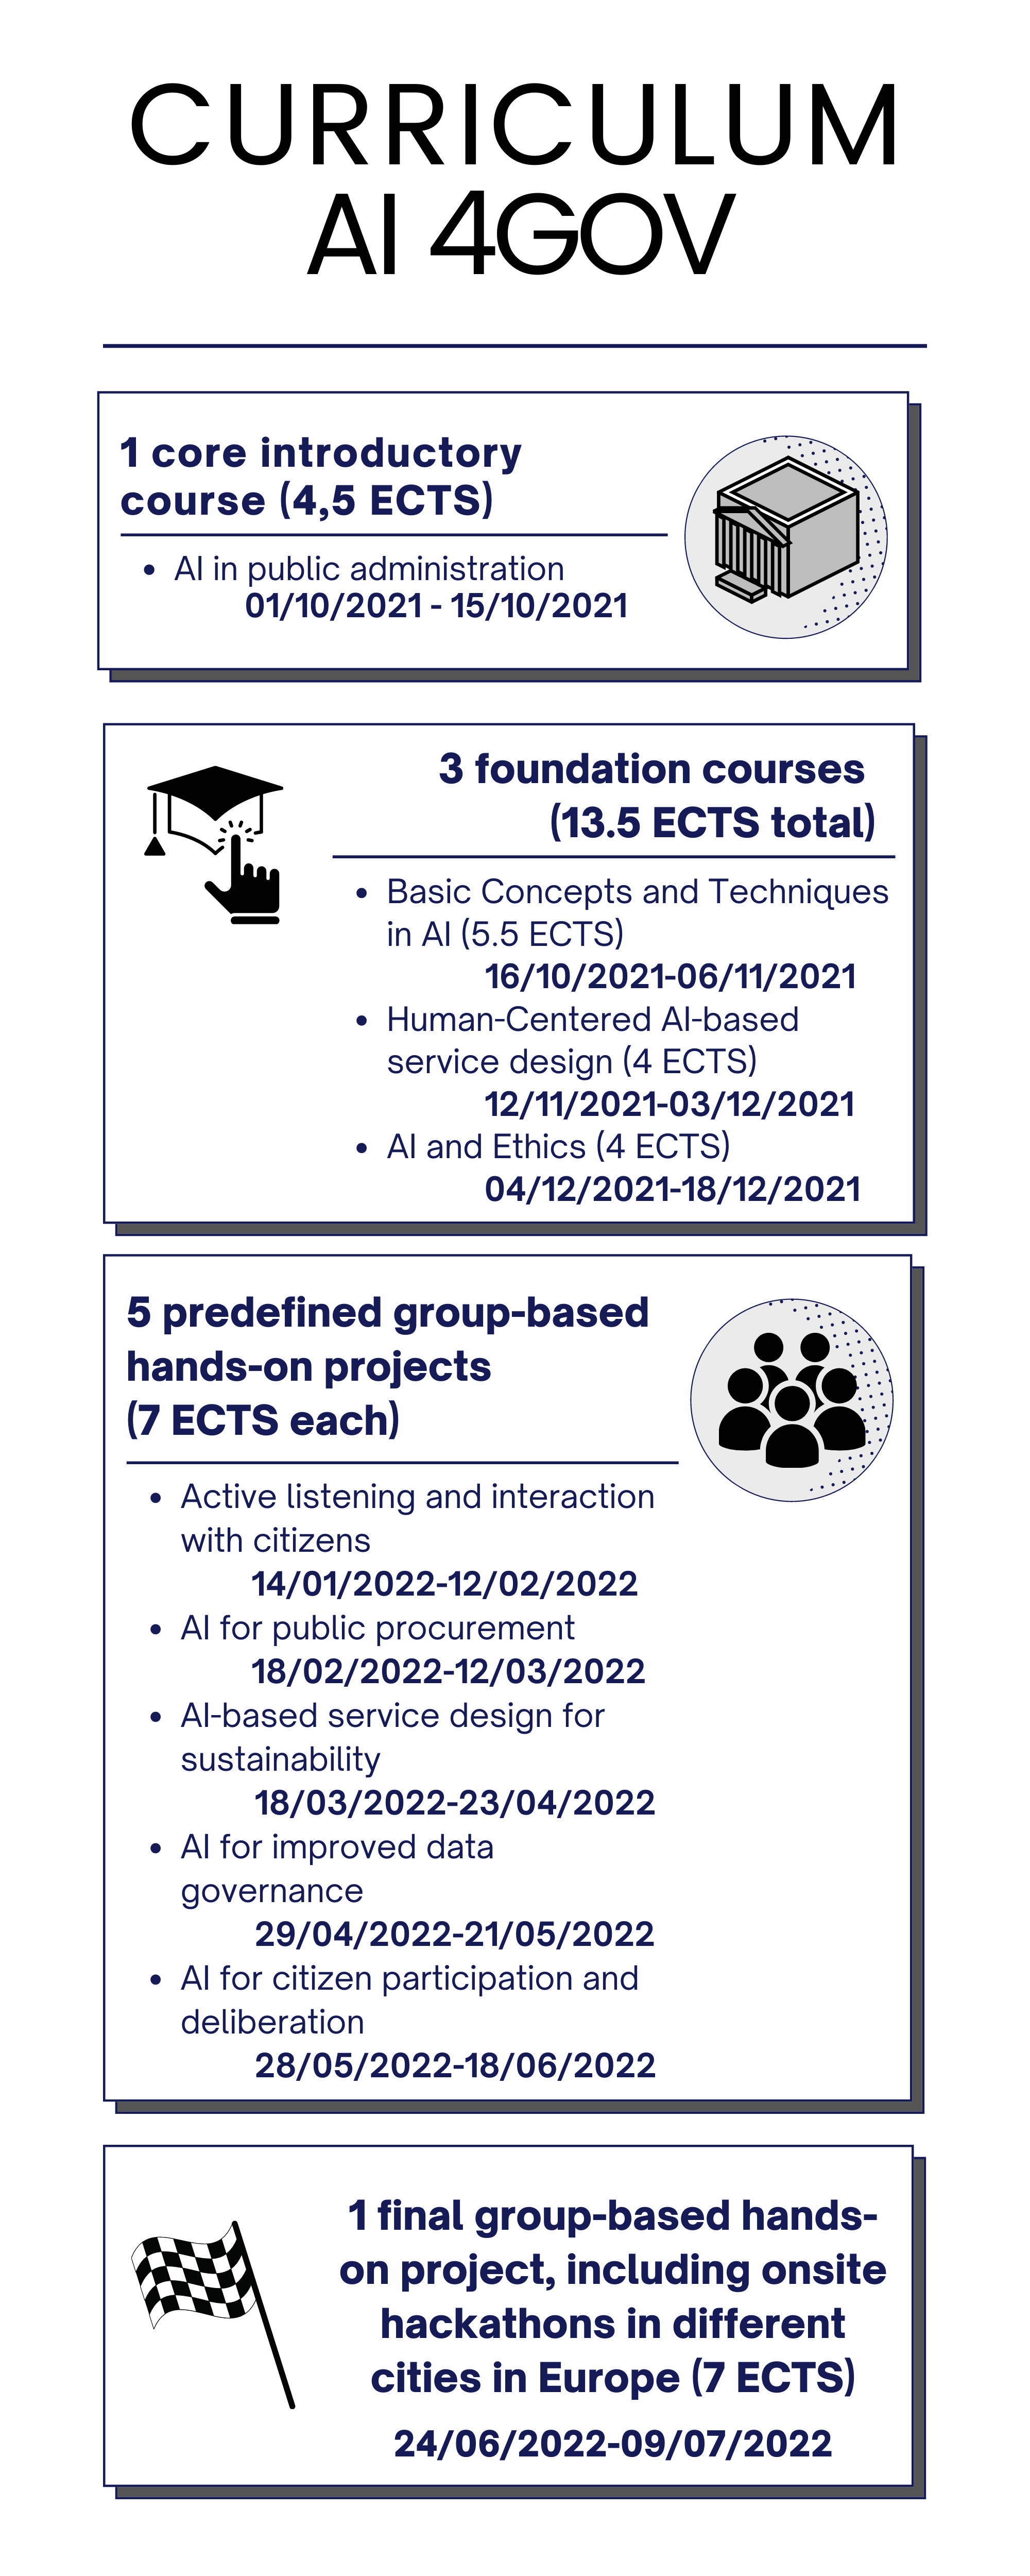 CURRICULUM
AI 4GOV
1 core introductory
course (4,5 ECTS)
• AI in public administration
01/10/2021 - 15/10/2021
3 foundation courses
(13.5 ECTS total)
• Basic Concepts and Techniques
in AI (5.5 ECTS)
16/10/2021-06/11/2021
• Human-Centered AI-based
service design (4 ECTS)
12/11/2021-03/12/2021
• AI and Ethics (4 ECTS)
04/12/2021-18/12/2021
5 predefined group-based
hands-on projects
(7 ECTS each)
• Active listening and interaction
with citizens
14/01/2022-12/02/2022
• AI for public procurement
18/02/2022-12/03/2022
• AI-based service design for
sustainability
18/03/2022-23/04/2022
• AI for improved data
governance
29/04/2022-21/05/2022
• AI for citizen participation and
deliberation
28/05/2022-18/06/2022
1 final group-based hands-
on project, including onsite
hackathons in different
cities in Europe (7 ECTS)
24/06/2022-09/07/2022